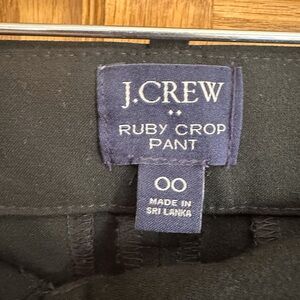 J.CREW
RUBY CROP
PANT
00
MADE IN
SRI LANKA